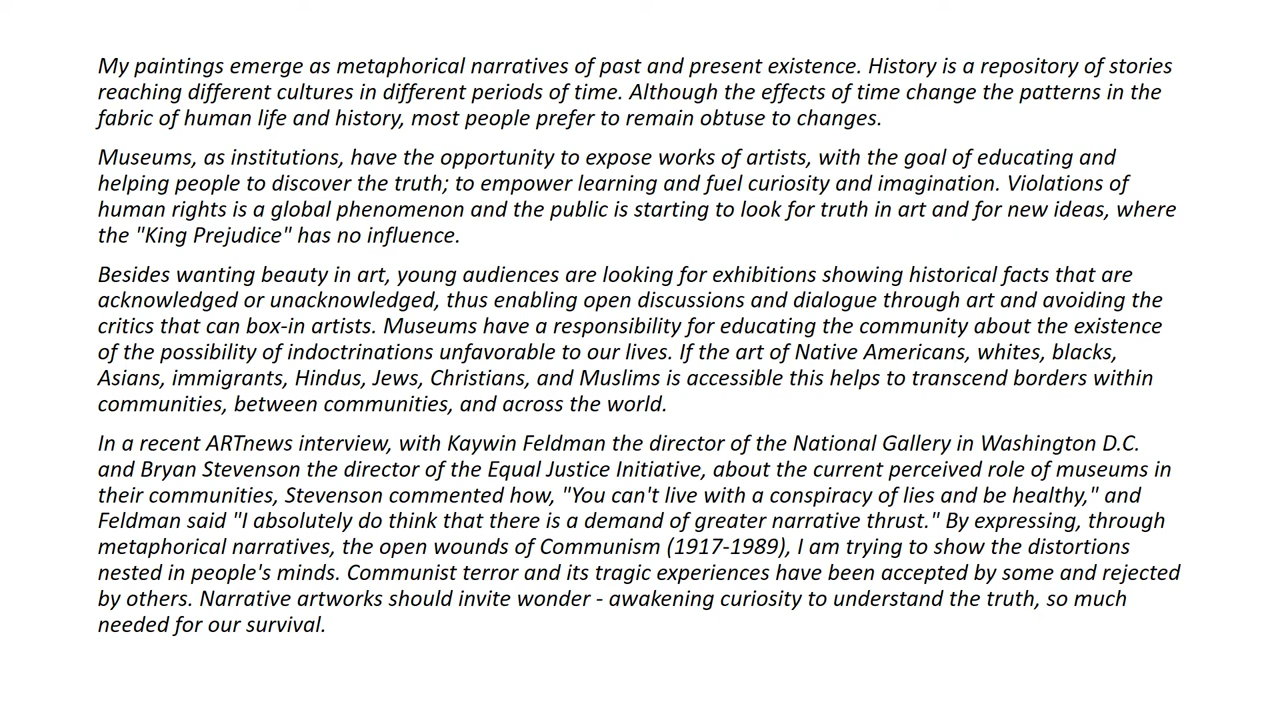 My paintings emerge as metaphorical narratives of past and present existence. History is a repository of stories
reaching different cultures in different periods of time. Although the effects of time change the patterns in the
fabric of human life and history, most people prefer to remain obtuse to changes.
Museums, as institutions, have the opportunity to expose works of artists, with the goal of educating and
helping people to discover the truth; to empower learning and fuel curiosity and imagination. Violations of
human rights is a global phenomenon and the public is starting to look for truth in art and for new ideas, where
the "King Prejudice" has no influence.
Besides wanting beauty in art, young audiences are looking for exhibitions showing historical facts that are
acknowledged or unacknowledged, thus enabling open discussions and dialogue through art and avoiding the
critics that can box-in artists. Museums have a responsibility for educating the community about the existence
of the possibility of indoctrinations unfavorable to our lives. If the art of Native Americans, whites, blacks,
Asians, immigrants, Hindus, Jews, Christians, and Muslims is accessible this helps to transcend borders within
communities, between communities, and across the world.
In a recent ARTnews interview, with Kaywin Feldman the director of the National Gallery in Washington D.C.
and Bryan Stevenson the director of the Equal Justice Initiative, about the current perceived role of museums in
their communities, Stevenson commented how, "You can't live with a conspiracy of lies and be healthy," and
Feldman said "I absolutely do think that there is a demand of greater narrative thrust." By expressing, through
metaphorical narratives, the open wounds of Communism (1917-1989), I am trying to show the distortions
nested in people's minds. Communist terror and its tragic experiences have been accepted by some and rejected
by others. Narrative artworks should invite wonder - awakening curiosity to understand the truth, so much
needed for our survival.